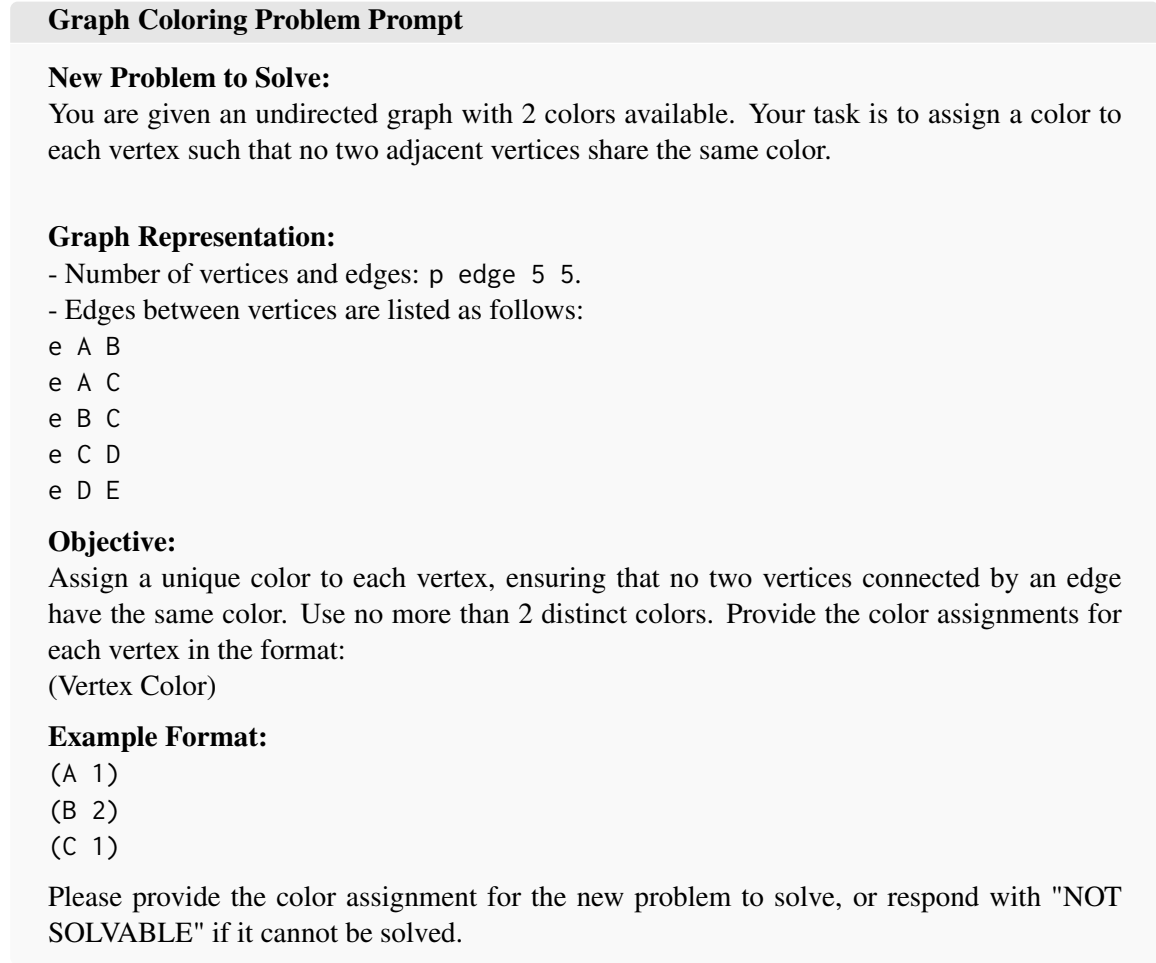 Graph Coloring Problem Prompt
New Problem to Solve:
You are given an undirected graph with 2 colors available. Your task is to assign a color to
each vertex such that no two adjacent vertices share the same color.
Graph Representation:
- Number of vertices and edges: p edge 5 5.
- Edges between vertices are listed as follows:
e A B
e A C
e B C
e C D
e D E
Objective:
Assign a unique color to each vertex, ensuring that no two vertices connected by an edge
have the same color. Use no more than 2 distinct colors. Provide the color assignments for
each vertex in the format:
(Vertex Color)
Example Format:
(A 1)
(B 2)
(C 1)
Please provide the color assignment for the new problem to solve, or respond with "NOT
SOLVABLE" if it cannot be solved.